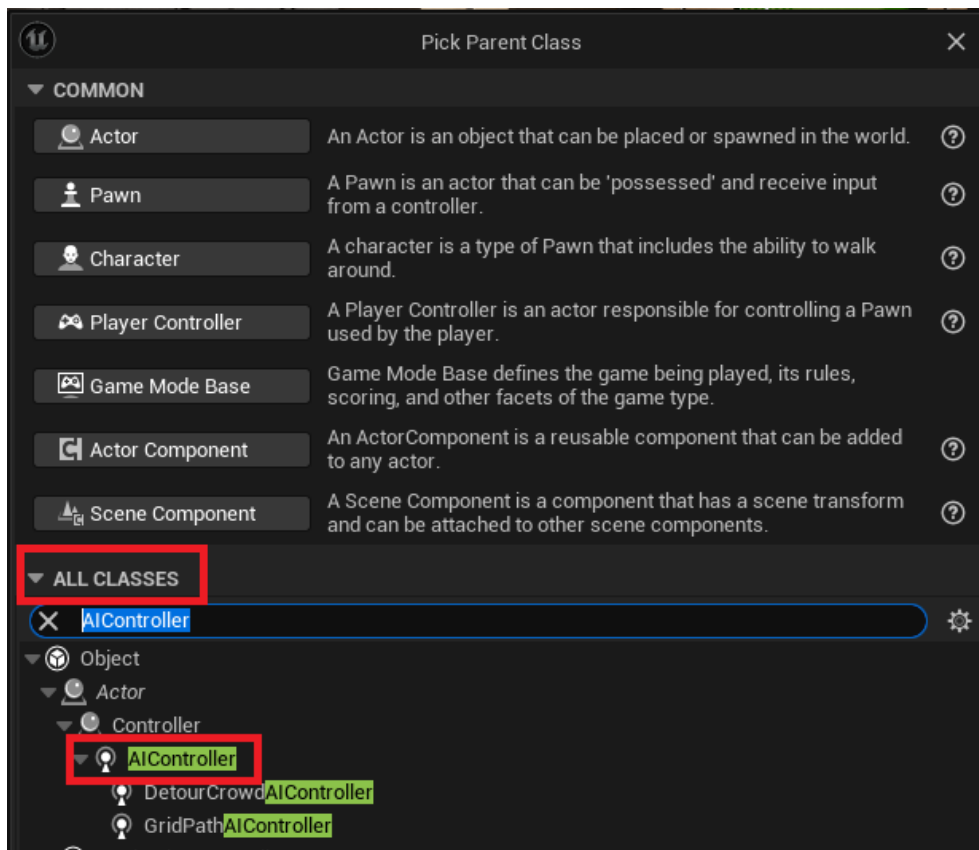 Pick Parent Class
COMMON
Actor
An Actor is an object that can be placed or spawned in the world.
Pawn
A Pawn is an actor that can be 'possessed' and receive input
from a controller.
Character
A character is a type of Pawn that includes the ability to walk
around.
Player Controller
A Player Controller is an actor responsible for controlling a Pawn
used by the player.
Game Mode Base
Game Mode Base defines the game being played, its rules,
scoring, and other facets of the game type.
Actor Component
An ActorComponent is a reusable component that can be added
to any actor.
Scene Component
A Scene Component is a component that has a scene transform
and can be attached to other scene components.
ALL CLASSES
AIController
Object
Actor
Controller
AIController
DetourCrowdAIController
GridPathAIController